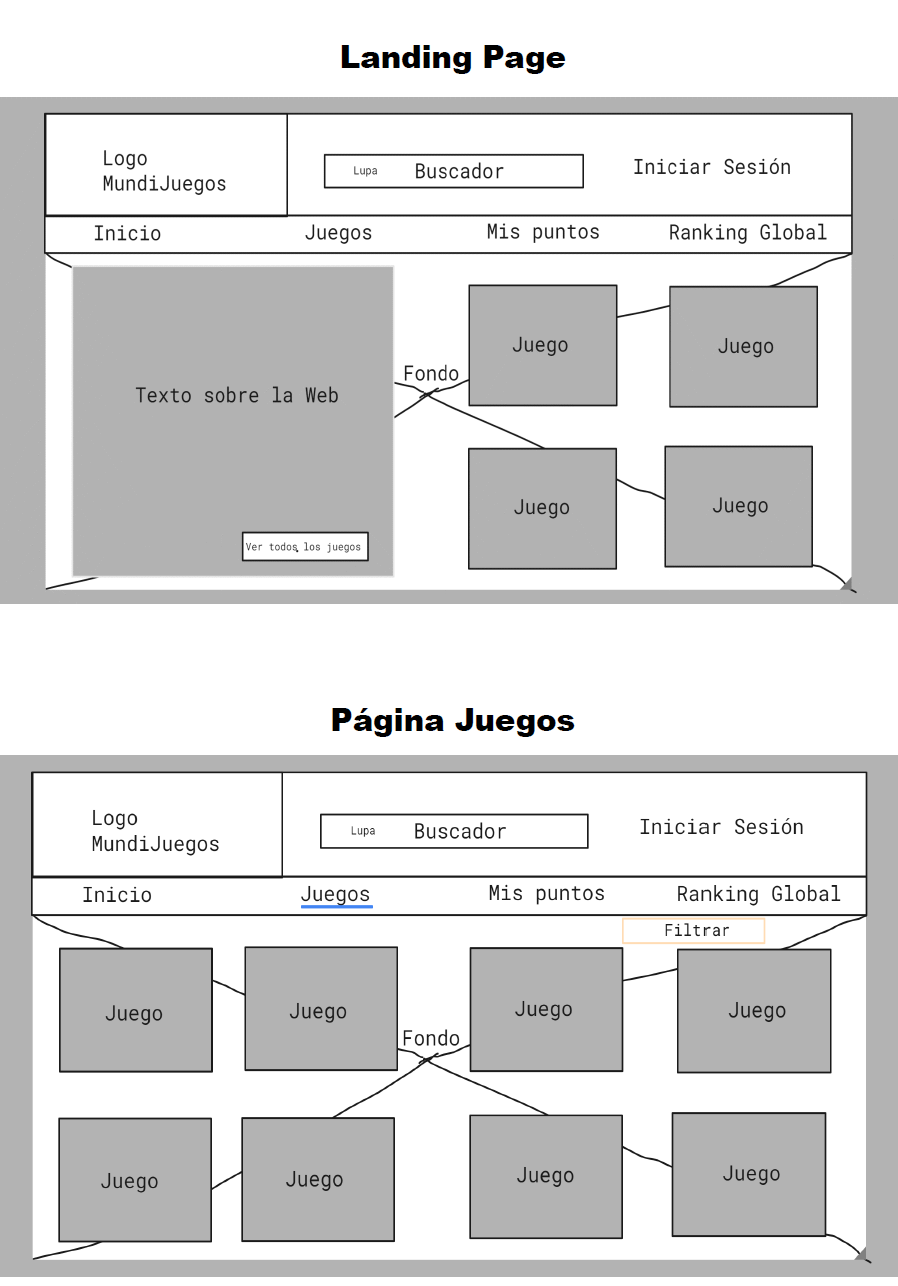 Landing Page
Logo
MundiJuegos
Lupa
Buscador
Iniciar Sesión
Inicio
Juegos
Mis puntos
Ranking Global
Texto sobre la Web
Fondo
Juego
Juego
Juego
Juego
Ver todos los juegos
Página Juegos
Logo
MundiJuegos
Lupa
Buscador
Iniciar Sesión
Inicio
Juegos
Mis puntos
Ranking Global
Filtrar
Juego
Juego
Juego
Juego
Fondo
Juego
Juego
Juego
Juego